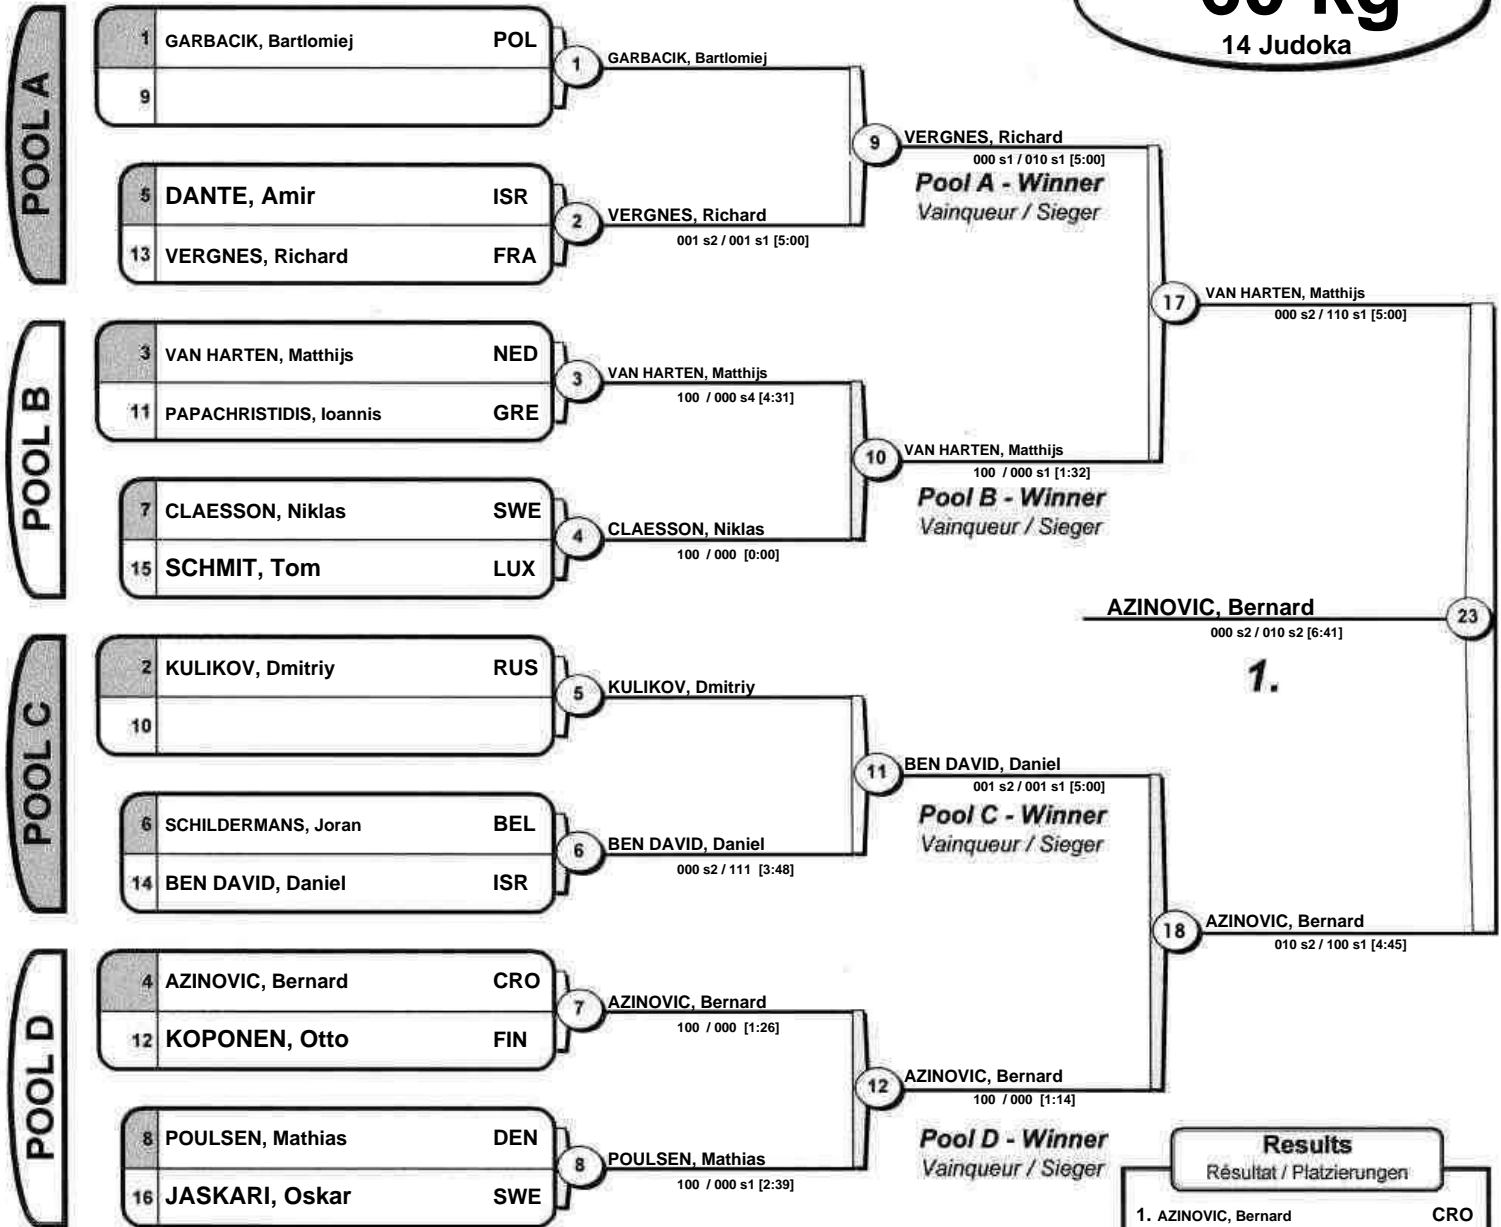 14 Judoka
POOL A
1 GARBACIK, Bartlomiej POL
9
1 GARBACIK, Bartlomiej
5 DANTE, Amir ISR
13 VERGNES, Richard FRA
2 VERGNES, Richard
001 s2 / 001 s1 [5:00]
9 VERGNES, Richard
000 s1 / 010 s1 [5:00]
Pool A - Winner
Vainqueur / Sieger
POOL B
3 VAN HARTEN, Matthijs NED
11 PAPACHRISTIDIS, Ioannis GRE
3 VAN HARTEN, Matthijs
100 / 000 s4 [4:31]
7 CLAESSON, Niklas SWE
15 SCHMIT, Tom LUX
4 CLAESSON, Niklas
100 / 000 [0:00]
10 VAN HARTEN, Matthijs
100 / 000 s1 [1:32]
Pool B - Winner
Vainqueur / Sieger
17 VAN HARTEN, Matthijs
000 s2 / 110 s1 [5:00]
AZINOVIC, Bernard 23
000 s2 / 010 s2 [6:41]
1.
POOL C
2 KULIKOV, Dmitriy RUS
10
5 KULIKOV, Dmitriy
6 SCHILDERMANS, Joran BEL
14 BEN DAVID, Daniel ISR
6 BEN DAVID, Daniel
000 s2 / 111 [3:48]
11 BEN DAVID, Daniel
001 s2 / 001 s1 [5:00]
Pool C - Winner
Vainqueur / Sieger
18 AZINOVIC, Bernard
010 s2 / 100 s1 [4:45]
POOL D
4 AZINOVIC, Bernard CRO
12 KOPONEN, Otto FIN
7 AZINOVIC, Bernard
100 / 000 [1:26]
8 POULSEN, Mathias DEN
16 JASKARI, Oskar SWE
8 POULSEN, Mathias
100 / 000 s1 [2:39]
12 AZINOVIC, Bernard
100 / 000 [1:14]
Pool D - Winner
Vainqueur / Sieger
Results
Résultat / Platzierungen
1. AZINOVIC, Bernard CRO